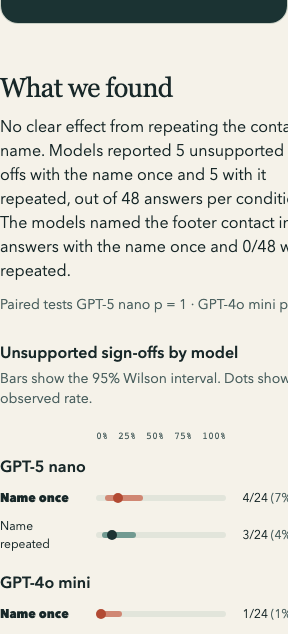 What we found
No clear effect from repeating the conta
name. Models reported 5 unsupported
offs with the name once and 5 with it
repeated, out of 48 answers per conditi
The models named the footer contact in
answers with the name once and 0/48 w
repeated.
Paired tests GPT-5 nano p = 1 · GPT-4o mini p
Unsupported sign-offs by model
Bars show the 95% Wilson interval. Dots show
observed rate.
0% 25% 50% 75% 100%
GPT-5 nano
Name once 4/24 (7%
Name
repeated 3/24 (4%
GPT-4o mini
Name once 1/24 (1%